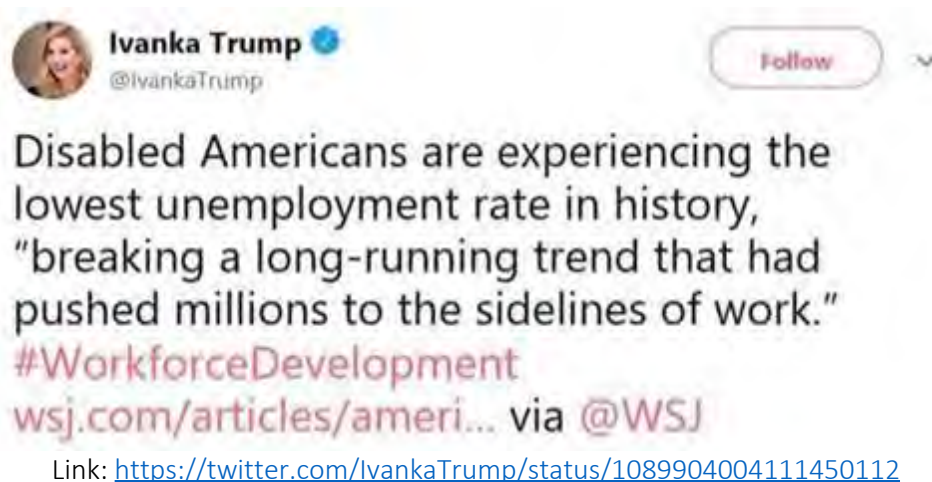 Ivanka Trump
@IvankaTrump
Follow
Disabled Americans are experiencing the
lowest unemployment rate in history,
"breaking a long-running trend that had
pushed millions to the sidelines of work."
#WorkforceDevelopment
wsj.com/articles/ameri... via @WSJ
Link: https://twitter.com/IvankaTrump/status/1089904004111450112